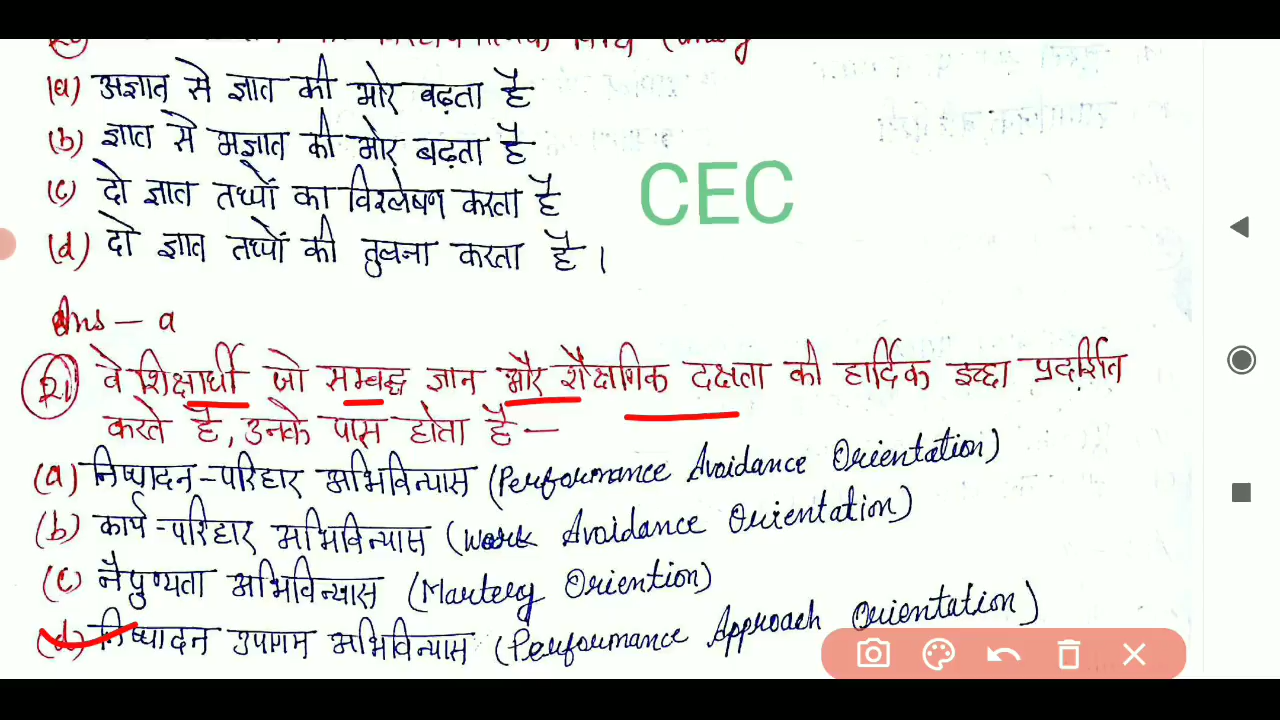 (a) अज्ञात से ज्ञात की ओर बढ़ता है
(b) ज्ञात से अज्ञात की ओर बढ़ता है
(c) दो ज्ञात तथ्यों का विश्लेषण करता है
(d) दो ज्ञात तथ्यों की तुलना करता है।
CEC
Ans – a
21 वे शिक्षार्थी जो सम्बद्ध ज्ञान और शैक्षणिक दक्षता की हार्दिक इच्छा प्रदर्शित
करते है, उनके पास होता है –
(a) निष्पादन-परिहार अभिविन्यास (Performance Avoidance Orientation)
(b) कार्य-परिहार अभिविन्यास (Work Avoidance Orientation)
(c) नैपुण्यता अभिविन्यास (Martery Oriention)
(d) निष्पादन उपागम अभिविन्यास (Performance Approach Orientation)